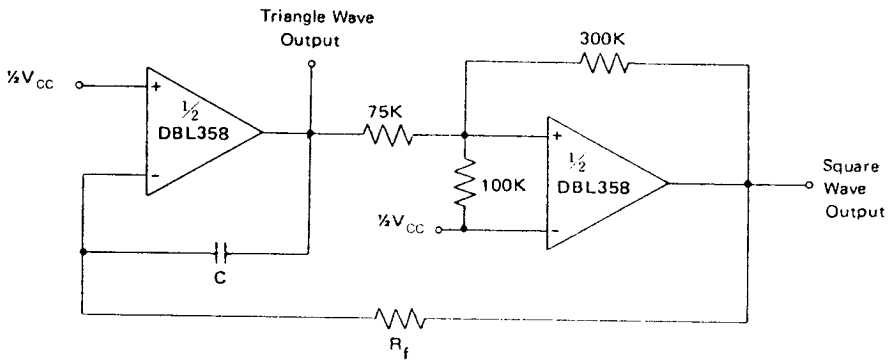 Triangle Wave
Output
½V_CC
+
½
DBL358
-
C
75K
300K
100K
½V_CC
+
½
DBL358
-
Square
Wave
Output
R_f